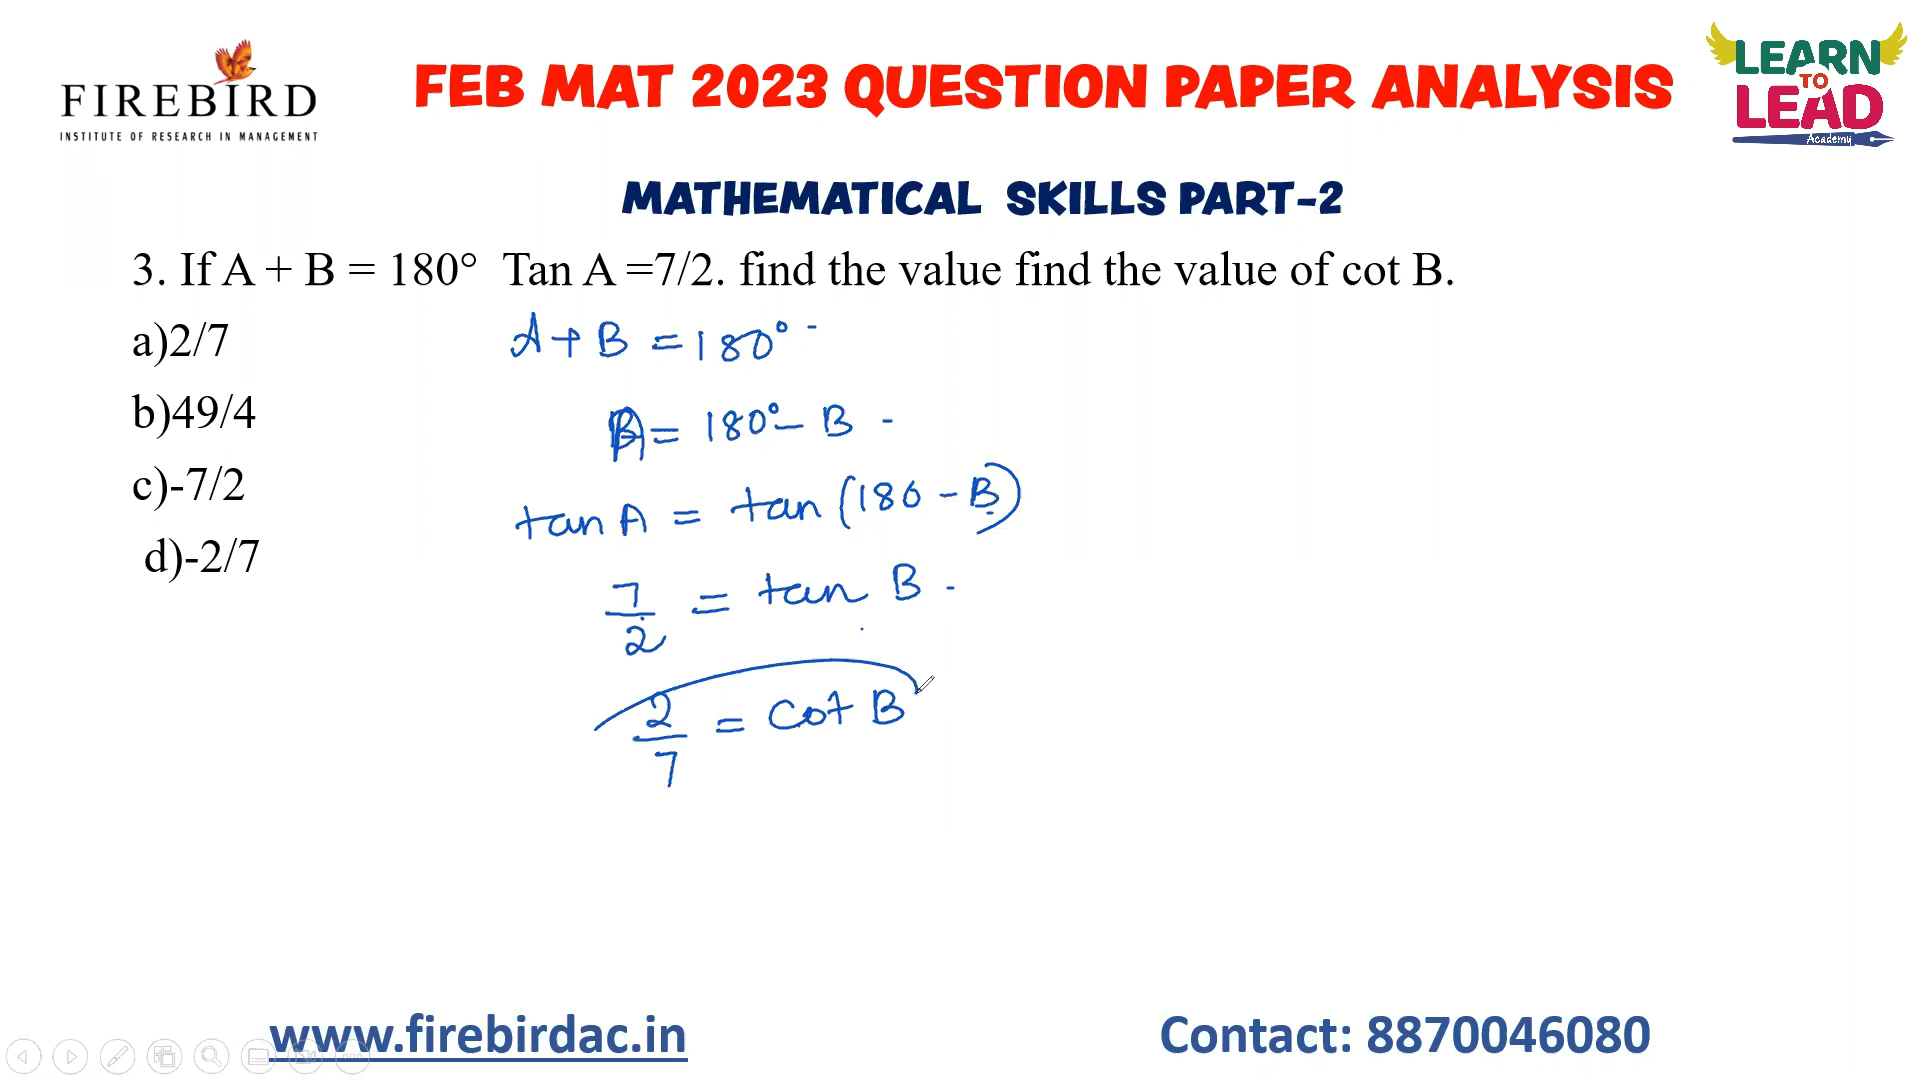 FIREBIRD
INSTITUTE OF RESEARCH IN MANAGEMENT
FEB MAT 2023 QUESTION PAPER ANALYSIS
LEARN
TO
LEAD
Academy
MATHEMATICAL SKILLS PART-2
3. If A + B = 180° Tan A =7/2. find the value find the value of cot B.
a)2/7
b)49/4
c)-7/2
d)-2/7
A + B = 180°
A = 180° - B
tan A = tan (180 - B)
7/2 = tan B
2/7 = cot B
www.firebirdac.in
Contact: 8870046080